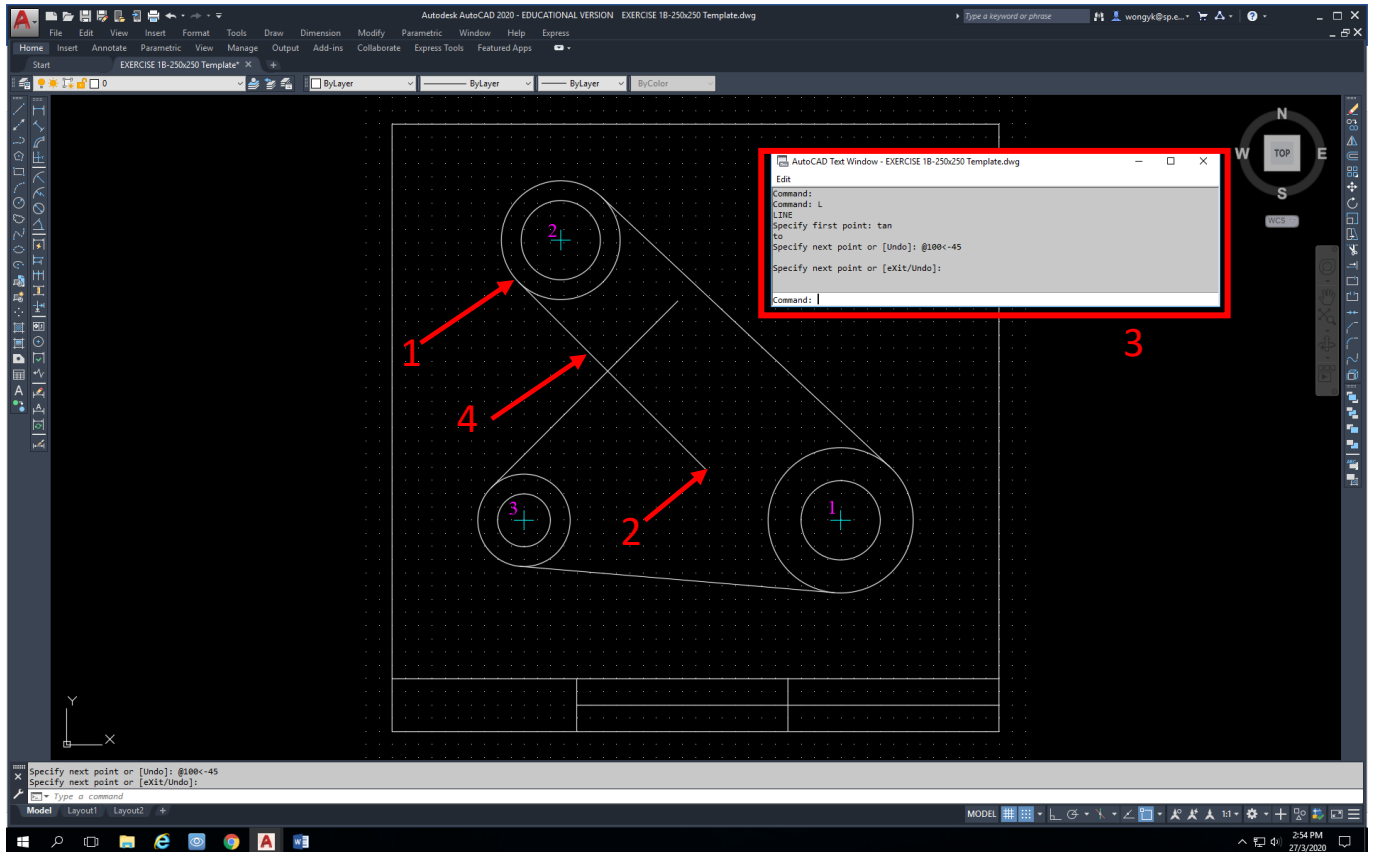 Autodesk AutoCAD 2020 - EDUCATIONAL VERSION EXERCISE 1B-250x250 Template.dwg
Type a keyword or phrase
wongyk@sp.e...
File Edit View Insert Format Tools Draw Dimension Modify Parametric Window Help Express
Home Insert Annotate Parametric View Manage Output Add-ins Collaborate Express Tools Featured Apps
Start EXERCISE 1B-250x250 Template*
0 ByLayer ByLayer ByLayer ByColor
N
W TOP E
S
WCS
AutoCAD Text Window - EXERCISE 1B-250x250 Template.dwg
Edit
Command:
Command: L
LINE
Specify first point: tan
to
Specify next point or [Undo]: @100<-45
Specify next point or [eXit/Undo]:
Command:
3
2
1
4
3
1
2
Y
X
Specify next point or [Undo]: @100<-45
Specify next point or [eXit/Undo]:
Type a command
Model Layout1 Layout2 +
MODEL 1:1
2:54 PM
27/3/2020